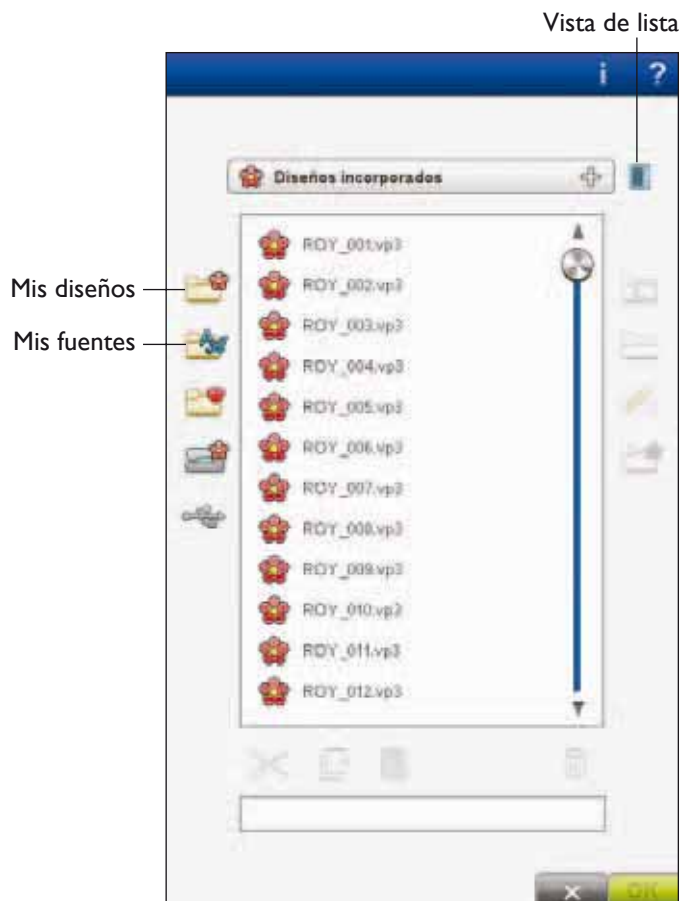 Vista de lista
i ?
Diseños incorporados
ROY_001.vp3
ROY_002.vp3
ROY_003.vp3
Mis diseños
Mis fuentes
ROY_004.vp3
ROY_005.vp3
ROY_006.vp3
ROY_007.vp3
ROY_008.vp3
ROY_009.vp3
ROY_010.vp3
ROY_011.vp3
ROY_012.vp3
OK